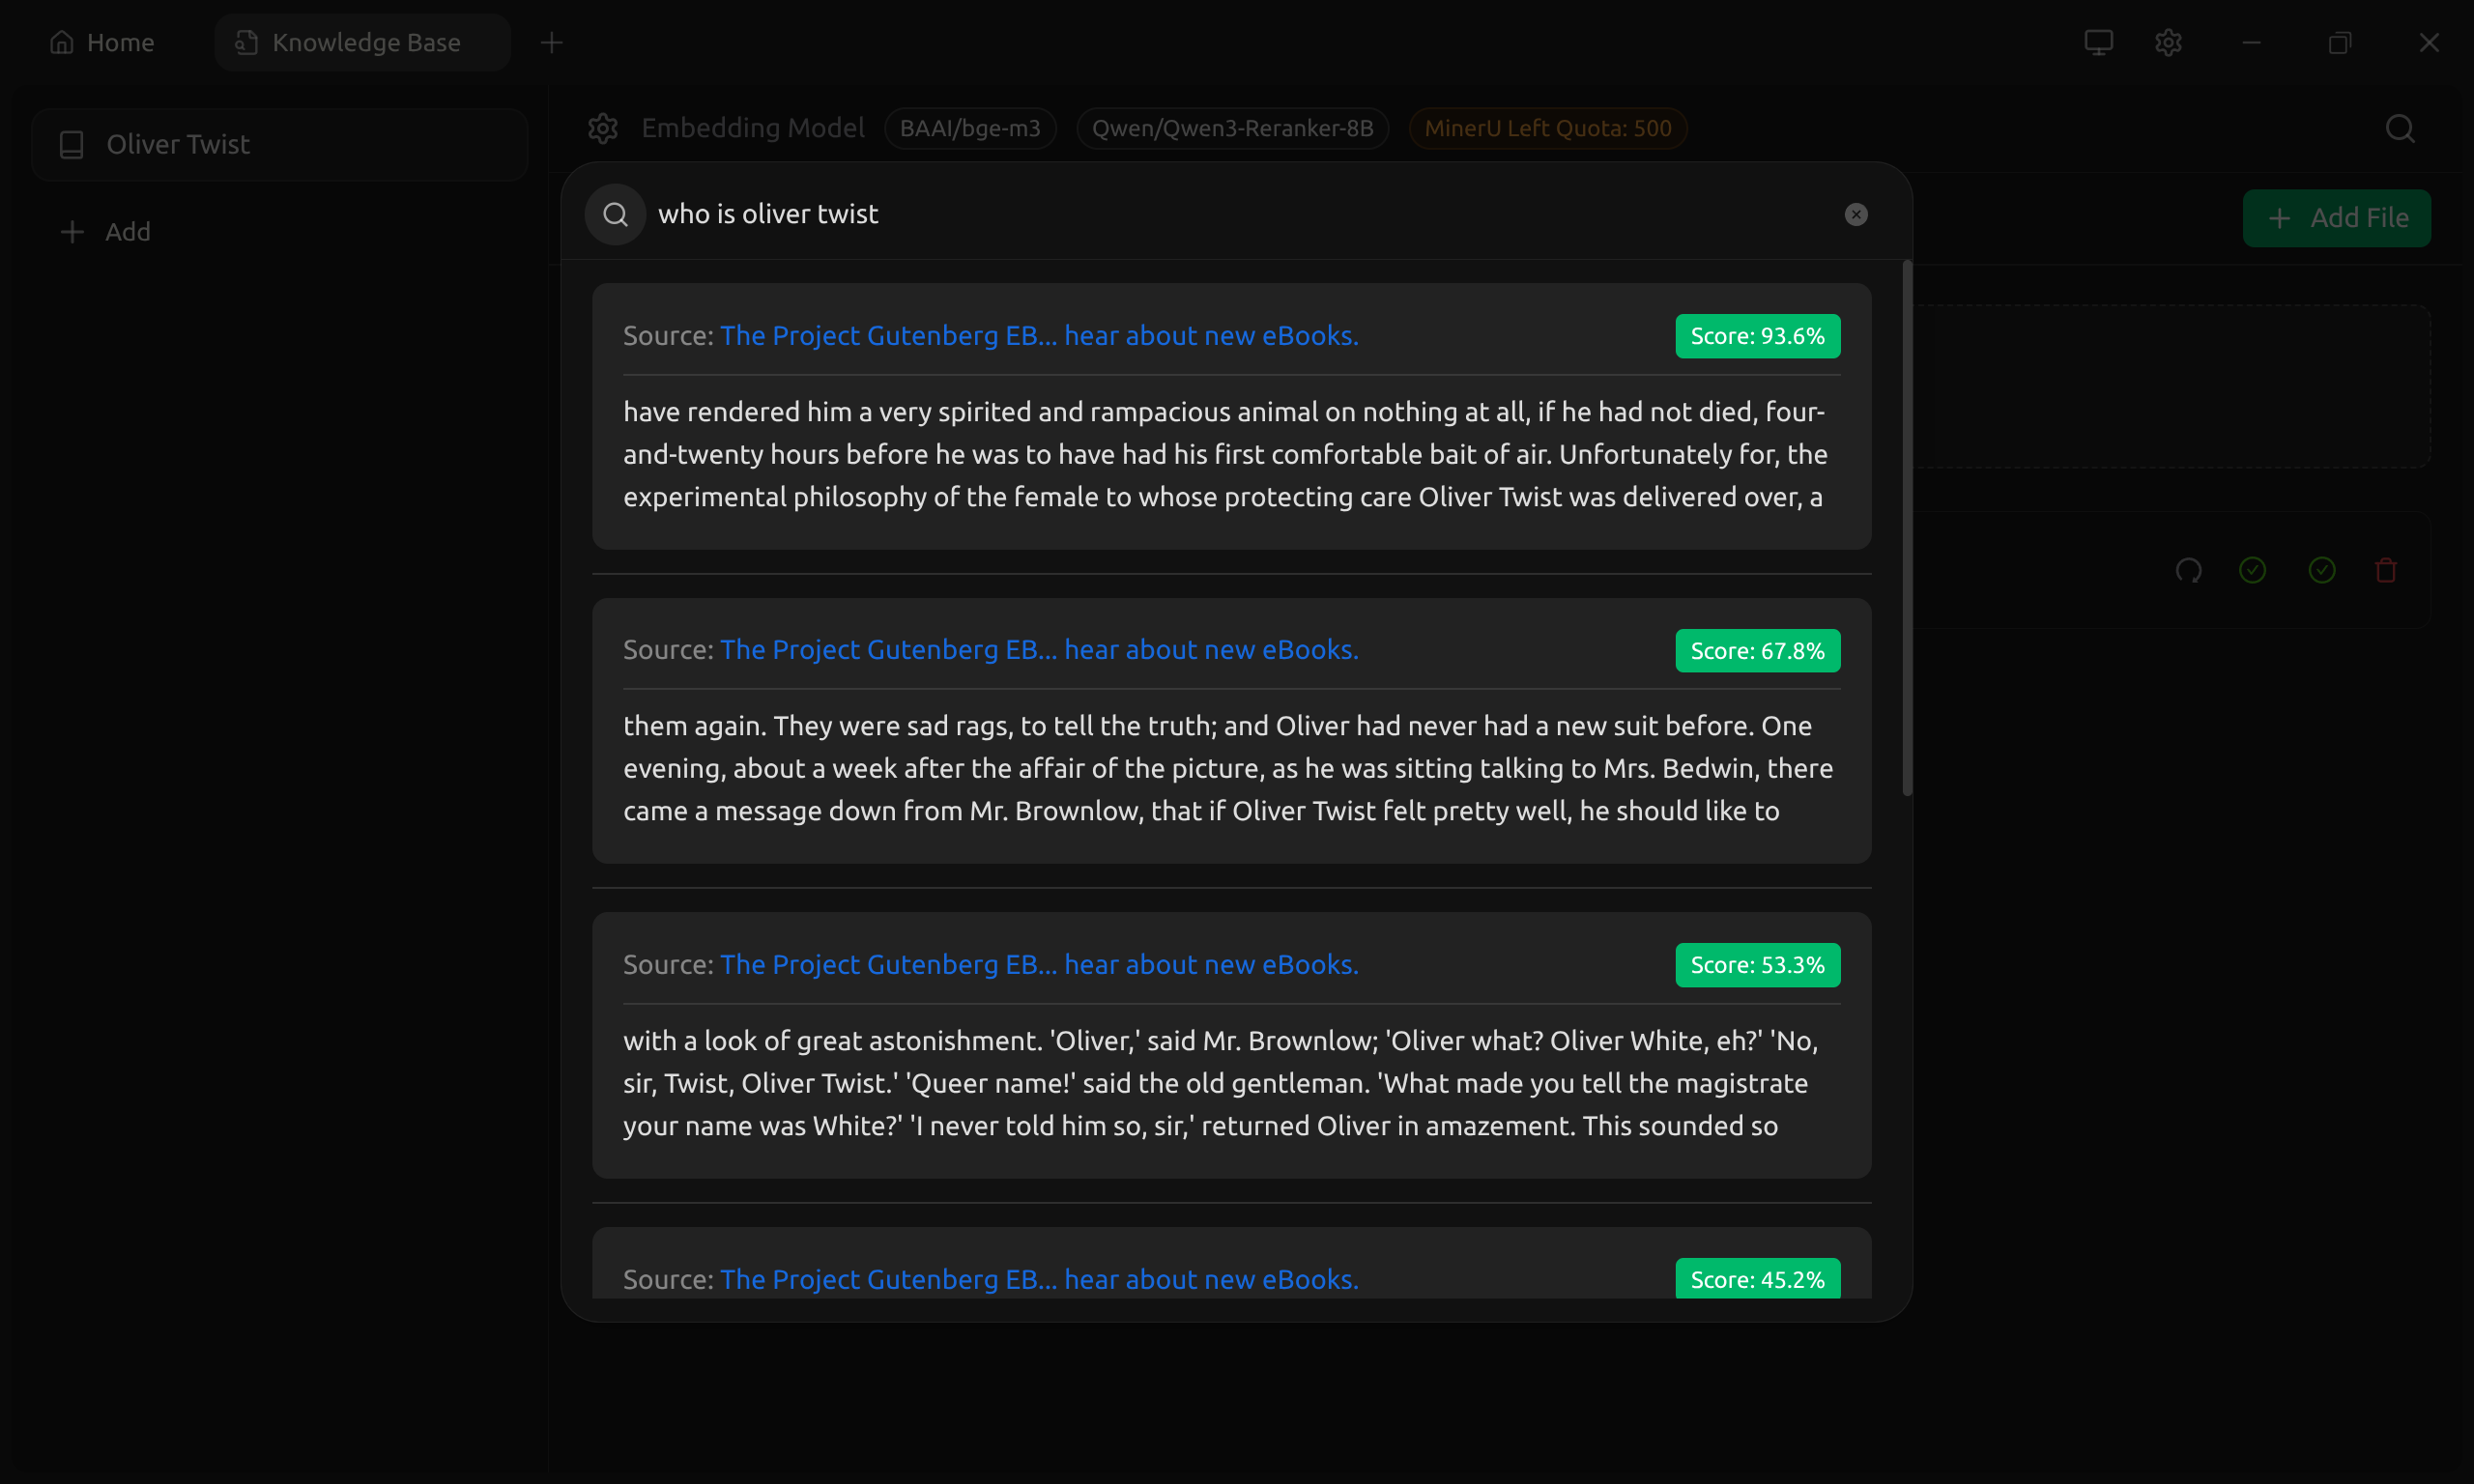 Home
Knowledge Base
Oliver Twist
Add
Embedding Model
BAAI/bge-m3
Qwen/Qwen3-Reranker-8B
MinerU Left Quota: 500
Add File
who is oliver twist
Source: The Project Gutenberg EB... hear about new eBooks.
Score: 93.6%
have rendered him a very spirited and rampacious animal on nothing at all, if he had not died, four-
and-twenty hours before he was to have had his first comfortable bait of air. Unfortunately for, the
experimental philosophy of the female to whose protecting care Oliver Twist was delivered over, a
Source: The Project Gutenberg EB... hear about new eBooks.
Score: 67.8%
them again. They were sad rags, to tell the truth; and Oliver had never had a new suit before. One
evening, about a week after the affair of the picture, as he was sitting talking to Mrs. Bedwin, there
came a message down from Mr. Brownlow, that if Oliver Twist felt pretty well, he should like to
Source: The Project Gutenberg EB... hear about new eBooks.
Score: 53.3%
with a look of great astonishment. 'Oliver,' said Mr. Brownlow; 'Oliver what? Oliver White, eh?' 'No,
sir, Twist, Oliver Twist.' 'Queer name!' said the old gentleman. 'What made you tell the magistrate
your name was White?' 'I never told him so, sir,' returned Oliver in amazement. This sounded so
Source: The Project Gutenberg EB... hear about new eBooks.
Score: 45.2%